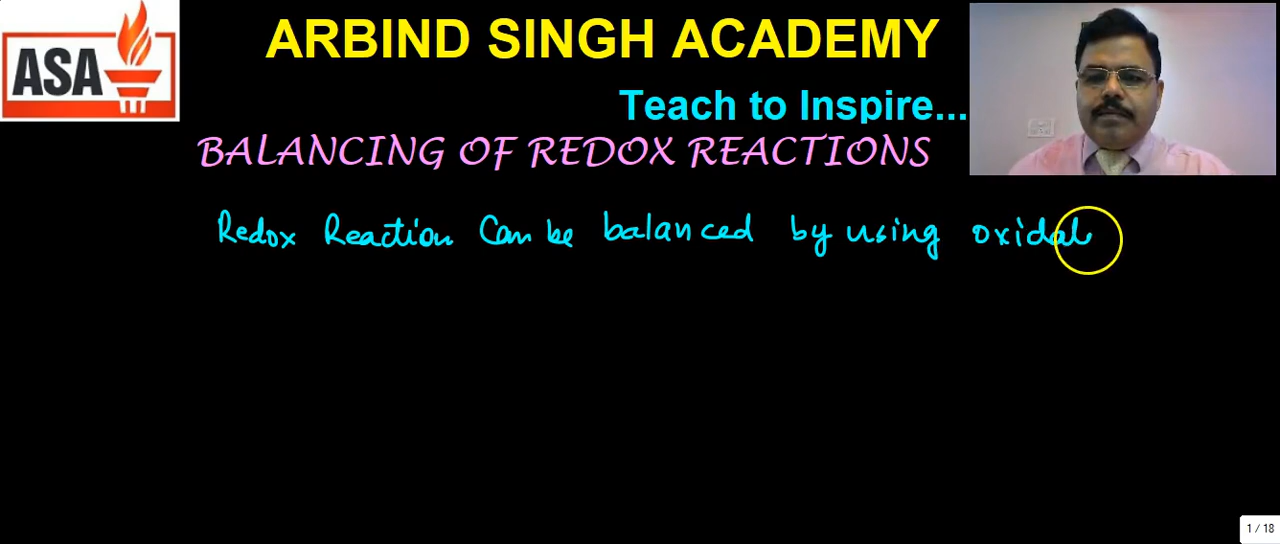 ASA
ARBIND SINGH ACADEMY
Teach to Inspire...
BALANCING OF REDOX REACTIONS
Redox Reaction Can be balanced by using
1 / 18